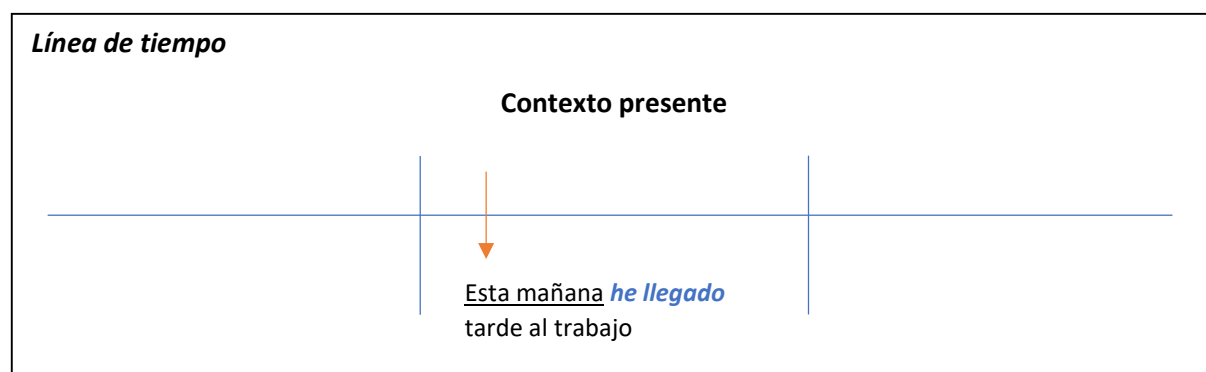 Línea de tiempo
Contexto presente
Esta mañana he llegado
tarde al trabajo